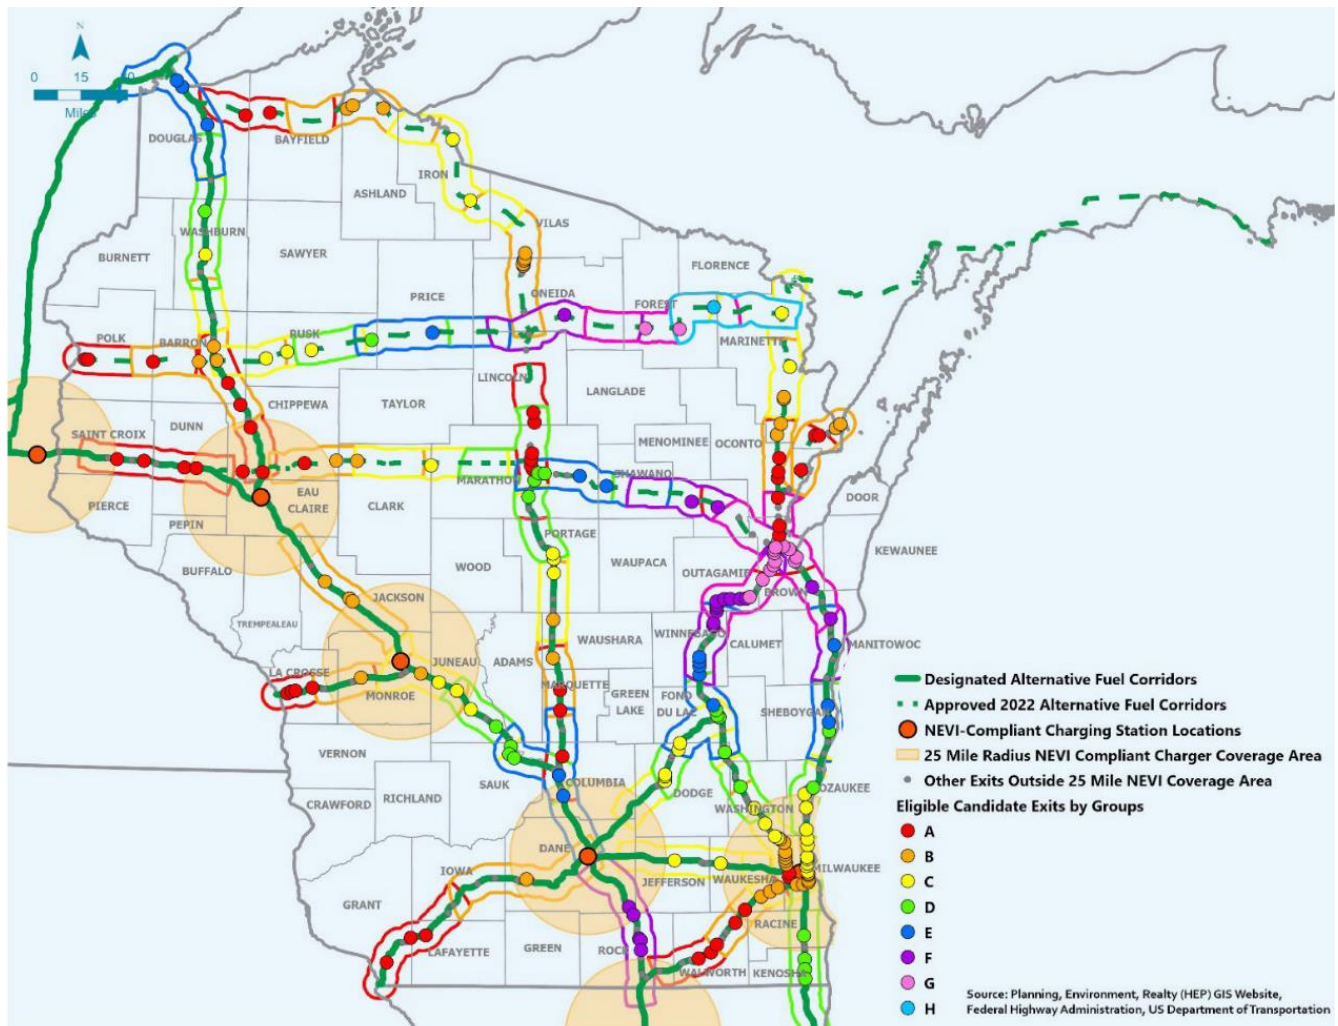 N
0 15
Miles
DOUGLAS
BAYFIELD
IRON
ASHLAND
VILAS
WASHBURN
BURNETT
SAWYER
FLORENCE
PRICE
ONEIDA
FOREST
POLK
BARRON
RUSK
MARINETTE
LINCOLN
LANGLADE
CHIPPEWA
TAYLOR
DUNN
SAINT CROIX
MENOMINEE
OCONTO
MARATHON
SHAWANO
EAU CLAIRE
CLARK
DOOR
PIERCE
PEPIN
PORTAGE
KEWAUNEE
WOOD
WAUPACA
BUFFALO
OUTAGAMIE
BROWN
JACKSON
TREMPEALEAU
WAUSHARA
WINNEBAGO
CALUMET
MANITOWOC
LA CROSSE
JUNEAU
ADAMS
MONROE
MARQUETTE
GREEN LAKE
FOND DU LAC
SHEBOYGAN
VERNON
SAUK
COLUMBIA
DODGE
OZAUKEE
RICHLAND
CRAWFORD
WASHINGTON
DANE
IOWA
JEFFERSON
WAUKESHA
MILWAUKEE
GRANT
RACINE
LAFAYETTE
GREEN
ROCK
WALWORTH
KENOSHA
Designated Alternative Fuel Corridors
Approved 2022 Alternative Fuel Corridors
NEVI-Compliant Charging Station Locations
25 Mile Radius NEVI Compliant Charger Coverage Area
Other Exits Outside 25 Mile NEVI Coverage Area
Eligible Candidate Exits by Groups
A
B
C
D
E
F
G
H
Source: Planning, Environment, Realty (HEP) GIS Website,
Federal Highway Administration, US Department of Transportation